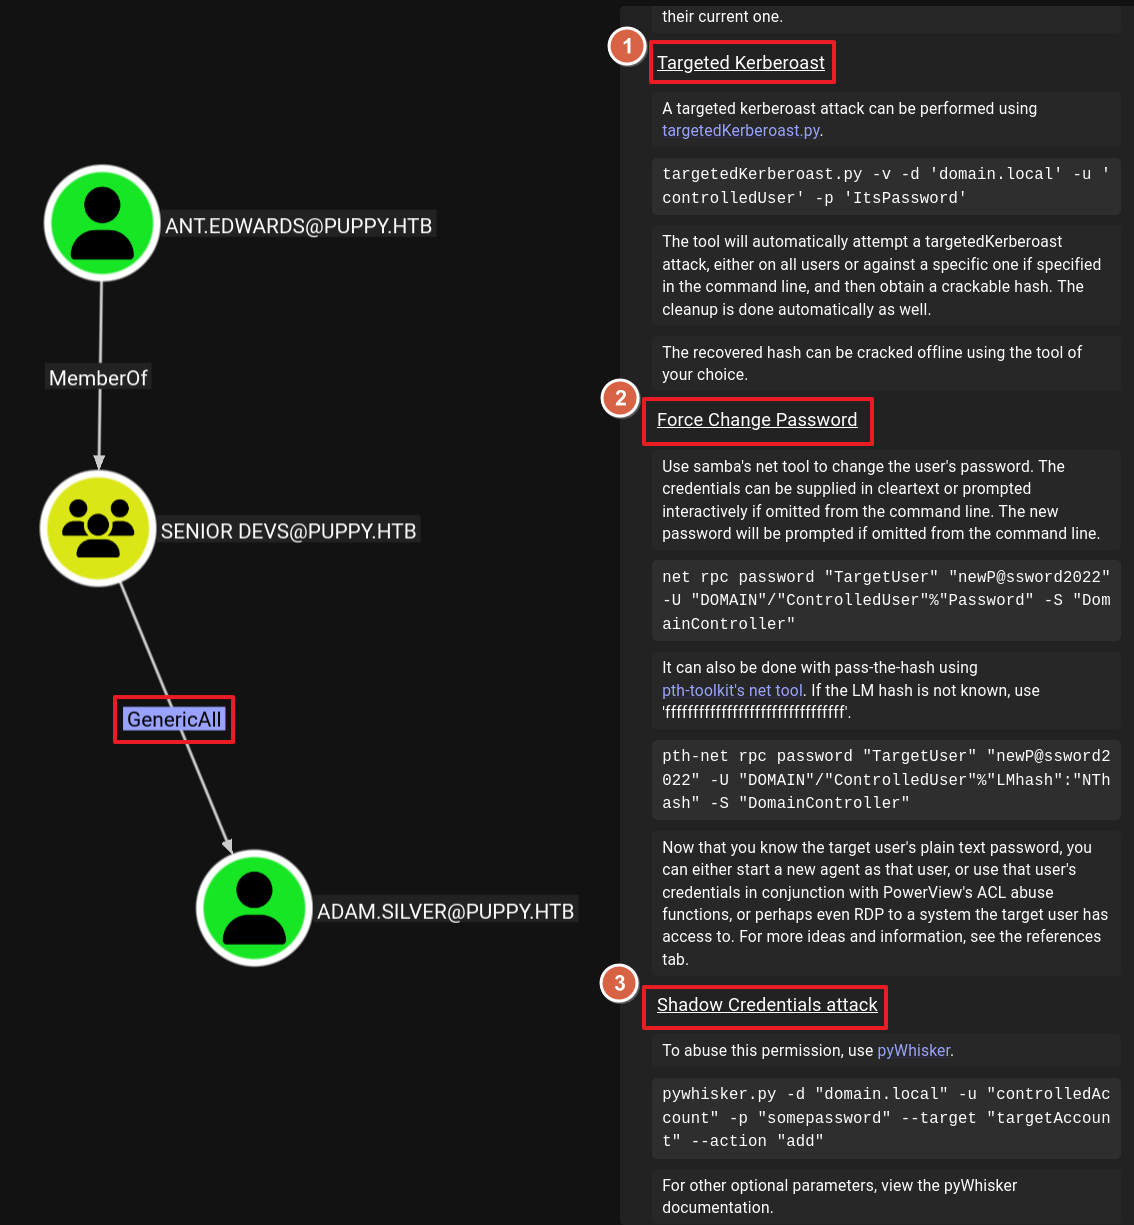 ANT.EDWARDS@PUPPY.HTB
MemberOf
SENIOR DEVS@PUPPY.HTB
GenericAll
ADAM.SILVER@PUPPY.HTB
their current one.
1
Targeted Kerberoast
A targeted kerberoast attack can be performed using
targetedKerberoast.py.
targetedKerberoast.py -v -d 'domain.local' -u '
controlledUser' -p 'ItsPassword'
The tool will automatically attempt a targetedKerberoast
attack, either on all users or against a specific one if specified
in the command line, and then obtain a crackable hash. The
cleanup is done automatically as well.
The recovered hash can be cracked offline using the tool of
your choice.
2
Force Change Password
Use samba's net tool to change the user's password. The
credentials can be supplied in cleartext or prompted
interactively if omitted from the command line. The new
password will be prompted if omitted from the command line.
net rpc password "TargetUser" "newP@ssword2022"
-U "DOMAIN"/"ControlledUser"%"Password" -S "Dom
ainController"
It can also be done with pass-the-hash using
pth-toolkit's net tool. If the LM hash is not known, use
'ffffffffffffffffffffffffffffffff'.
pth-net rpc password "TargetUser" "newP@ssword2
022" -U "DOMAIN"/"ControlledUser"%"LMhash":"NTh
ash" -S "DomainController"
Now that you know the target user's plain text password, you
can either start a new agent as that user, or use that user's
credentials in conjunction with PowerView's ACL abuse
functions, or perhaps even RDP to a system the target user has
access to. For more ideas and information, see the references
tab.
3
Shadow Credentials attack
To abuse this permission, use pyWhisker.
pywhisker.py -d "domain.local" -u "controlledAc
count" -p "somepassword" --target "targetAccoun
t" --action "add"
For other optional parameters, view the pyWhisker
documentation.